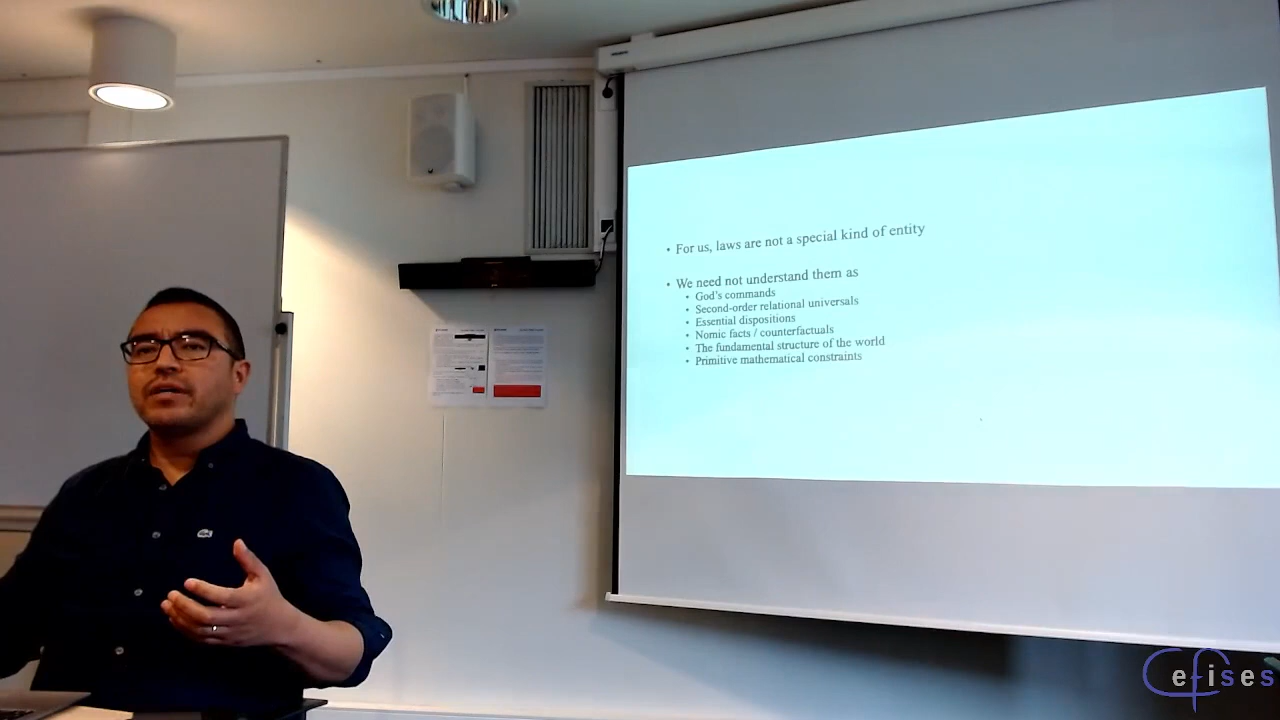 • For us, laws are not a special kind of entity
• We need not understand them as
• God's commands
• Second-order relational universals
• Essential dispositions
• Nomic facts / counterfactuals
• The fundamental structure of the world
• Primitive mathematical constraints
Cefises